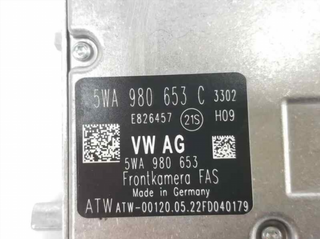 5WA 980 653 C 3302
E826457 21S H09
VW AG
5WA 980 653
Frontkamera FAS
Made in Germany
ATW ATW-00120.05.22FD040179